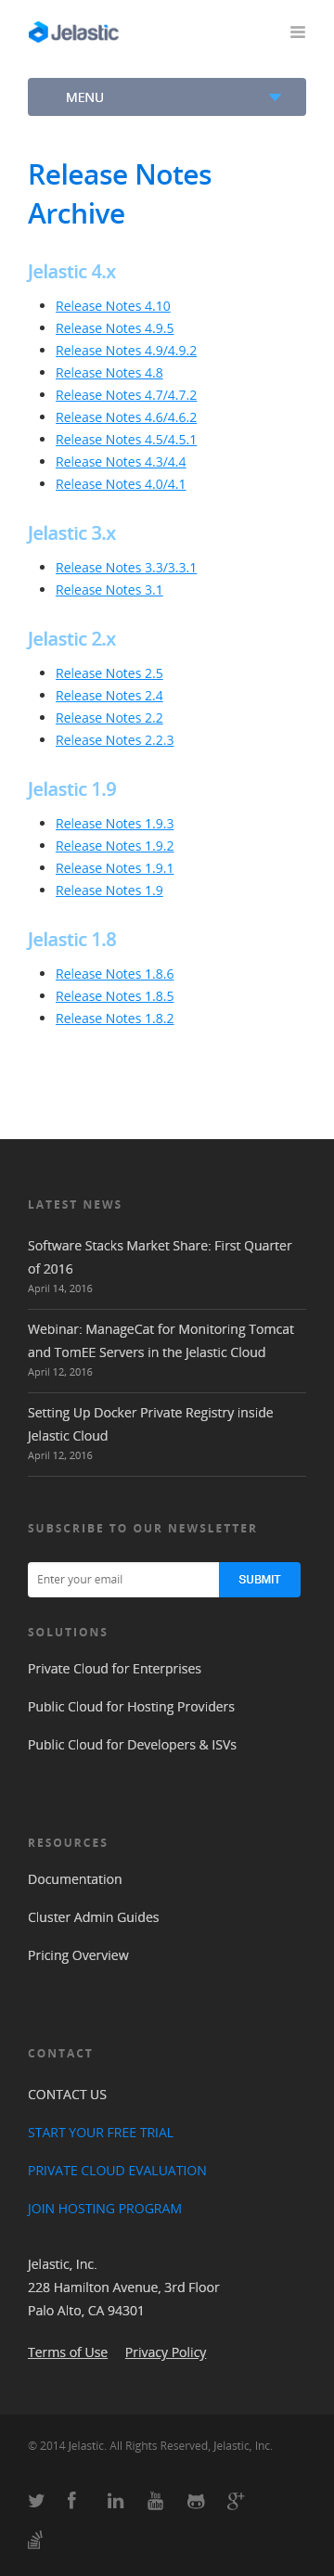 Jelastic
MENU
Release Notes
Archive
Jelastic 4.x
Release Notes 4.10
Release Notes 4.9.5
Release Notes 4.9/4.9.2
Release Notes 4.8
Release Notes 4.7/4.7.2
Release Notes 4.6/4.6.2
Release Notes 4.5/4.5.1
Release Notes 4.3/4.4
Release Notes 4.0/4.1
Jelastic 3.x
Release Notes 3.3/3.3.1
Release Notes 3.1
Jelastic 2.x
Release Notes 2.5
Release Notes 2.4
Release Notes 2.2
Release Notes 2.2.3
Jelastic 1.9
Release Notes 1.9.3
Release Notes 1.9.2
Release Notes 1.9.1
Release Notes 1.9
Jelastic 1.8
Release Notes 1.8.6
Release Notes 1.8.5
Release Notes 1.8.2
LATEST NEWS
Software Stacks Market Share: First Quarter
of 2016
April 14, 2016
Webinar: ManageCat for Monitoring Tomcat
and TomEE Servers in the Jelastic Cloud
April 12, 2016
Setting Up Docker Private Registry inside
Jelastic Cloud
April 12, 2016
SUBSCRIBE TO OUR NEWSLETTER
Enter your email SUBMIT
SOLUTIONS
Private Cloud for Enterprises
Public Cloud for Hosting Providers
Public Cloud for Developers & ISVs
RESOURCES
Documentation
Cluster Admin Guides
Pricing Overview
CONTACT
CONTACT US
START YOUR FREE TRIAL
PRIVATE CLOUD EVALUATION
JOIN HOSTING PROGRAM
Jelastic, Inc.
228 Hamilton Avenue, 3rd Floor
Palo Alto, CA 94301
Terms of Use Privacy Policy
© 2014 Jelastic. All Rights Reserved, Jelastic, Inc.